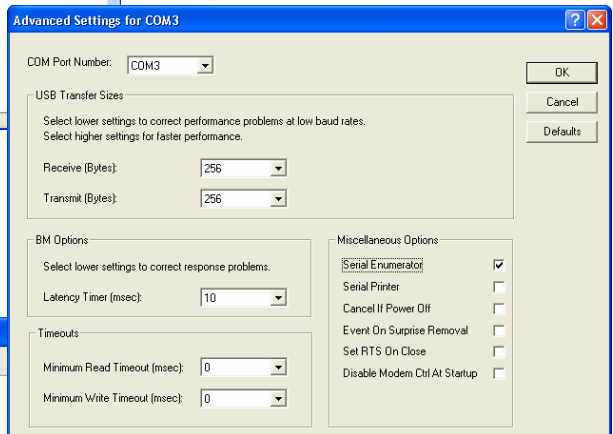 Advanced Settings for COM3
COM Port Number: COM3
OK
Cancel
Defaults
USB Transfer Sizes
Select lower settings to correct performance problems at low baud rates.
Select higher settings for faster performance.
Receive (Bytes): 256
Transmit (Bytes): 256
BM Options
Select lower settings to correct response problems.
Latency Timer (msec): 10
Timeouts
Minimum Read Timeout (msec): 0
Minimum Write Timeout (msec): 0
Miscellaneous Options
Serial Enumerator
Serial Printer
Cancel If Power Off
Event On Surprise Removal
Set RTS On Close
Disable Modem Ctrl At Startup